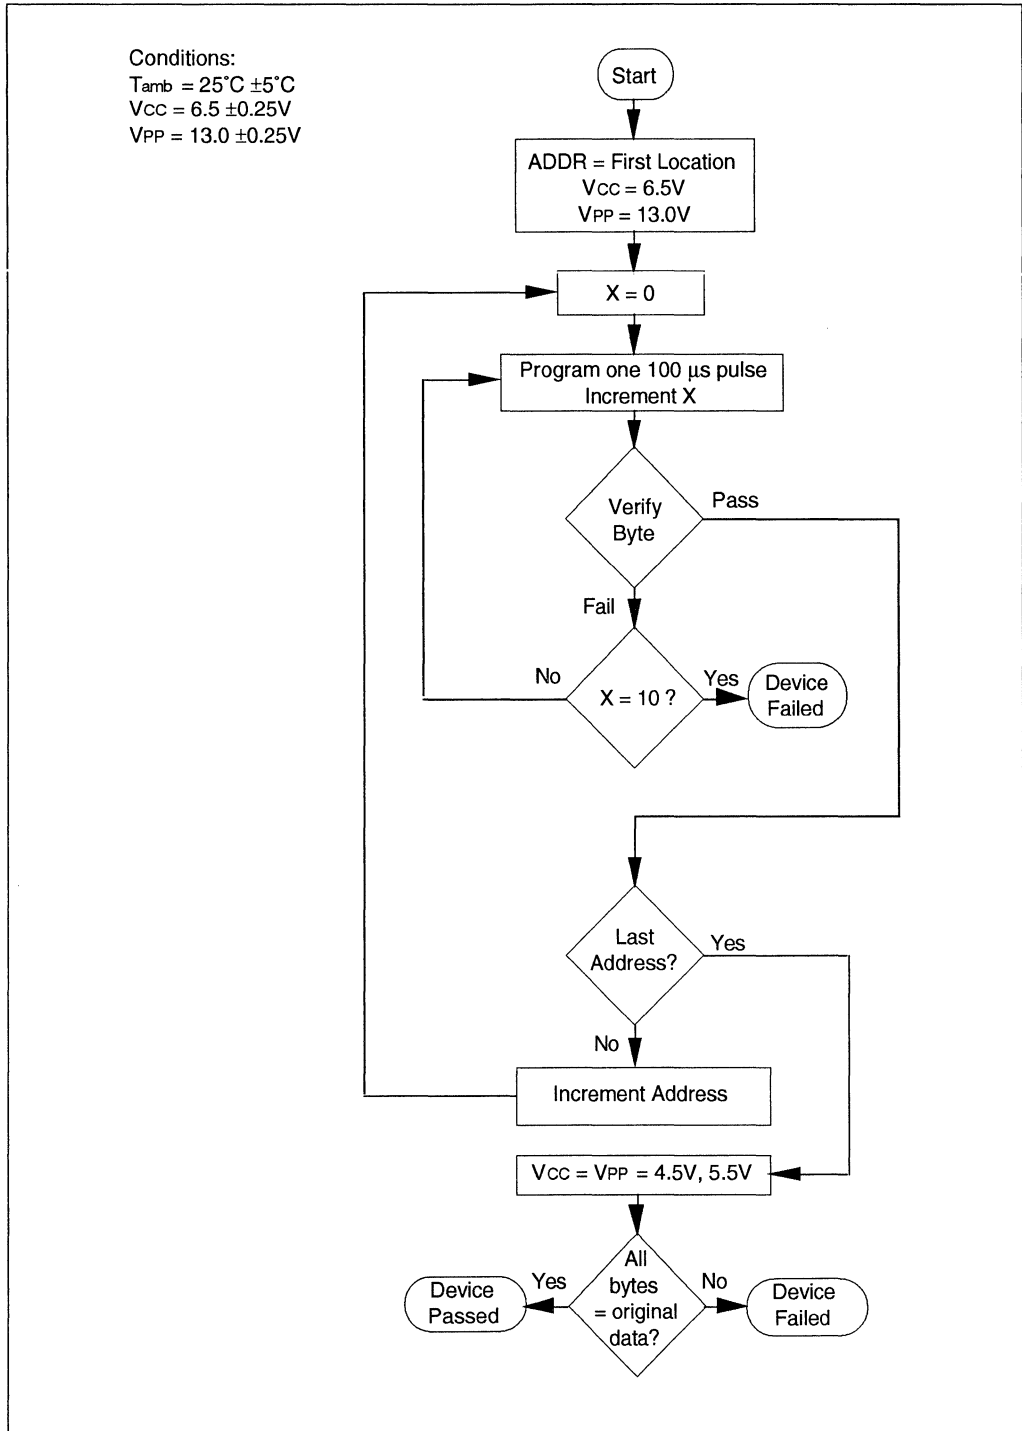 Conditions:
Tamb = 25°C ±5°C
VCC = 6.5 ±0.25V
VPP = 13.0 ±0.25V
Start
ADDR = First Location
VCC = 6.5V
VPP = 13.0V
X = 0
Program one 100 µs pulse
Increment X
Verify
Byte
Pass
Fail
X = 10 ?
No
Yes
Device
Failed
Last
Address?
Yes
No
Increment Address
VCC = VPP = 4.5V, 5.5V
All
bytes
= original
data?
Yes
No
Device
Passed
Device
Failed